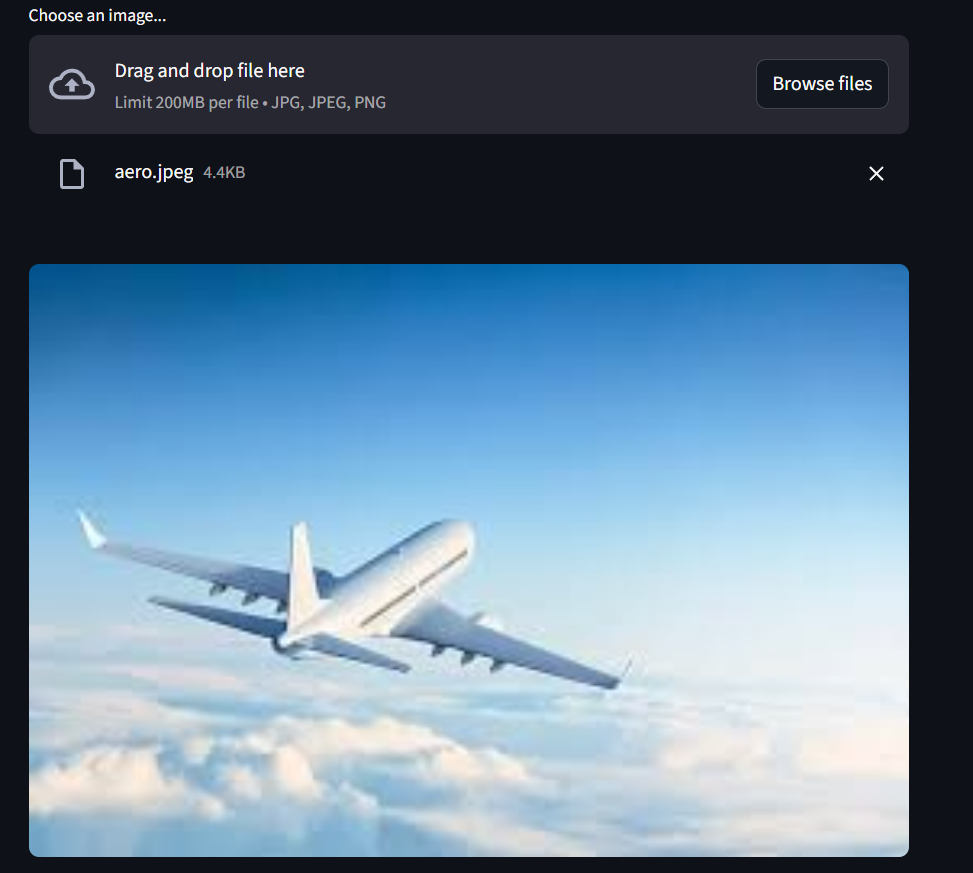 Choose an image...
Drag and drop file here
Limit 200MB per file • JPG, JPEG, PNG
Browse files
aero.jpeg 4.4KB